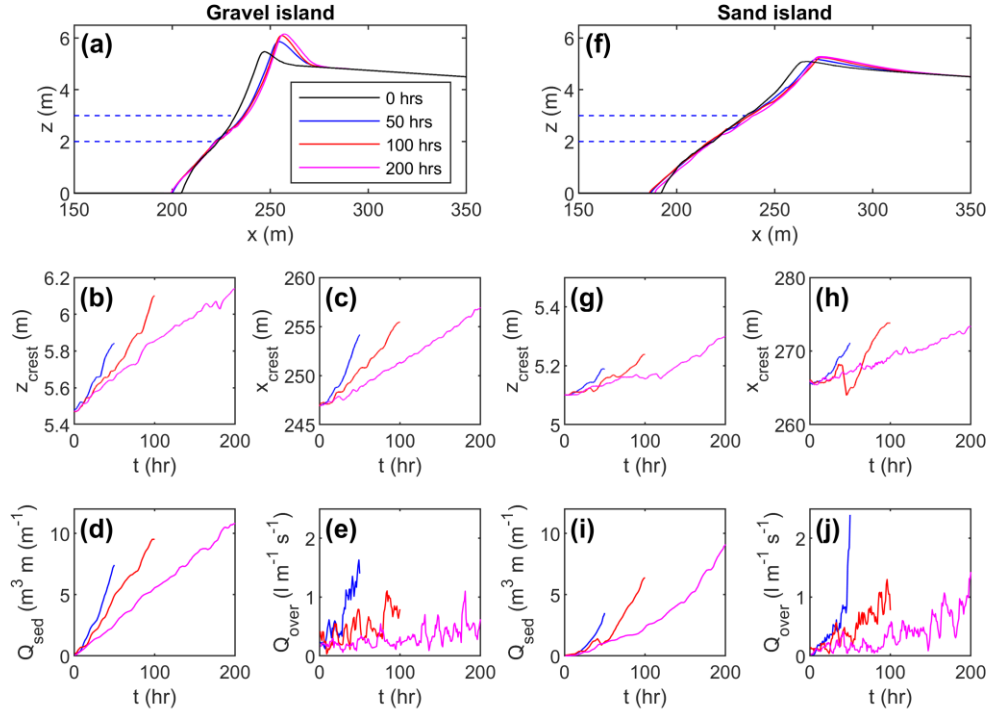 Gravel island
Sand island
(a)
z (m)
6
4
2
0
0 hrs
50 hrs
100 hrs
200 hrs
150 200 250 300 350
x (m)
(f)
z (m)
6
4
2
0
150 200 250 300 350
x (m)
(b)
z_crest (m)
6.2
6
5.8
5.6
5.4
0 100 200
t (hr)
(c)
x_crest (m)
260
255
250
245
0 100 200
t (hr)
(g)
z_crest (m)
5.4
5.2
5
0 100 200
t (hr)
(h)
x_crest (m)
280
270
260
0 100 200
t (hr)
(d)
Q_sed (m³ m (m⁻¹)
10
5
0
0 100 200
t (hr)
(e)
Q_over (l m⁻¹ s⁻¹)
2
1
0
0 100 200
t (hr)
(i)
Q_sed (m³ m (m⁻¹)
10
5
0
0 100 200
t (hr)
(j)
Q_over (l m⁻¹ s⁻¹)
2
1
0
0 100 200
t (hr)